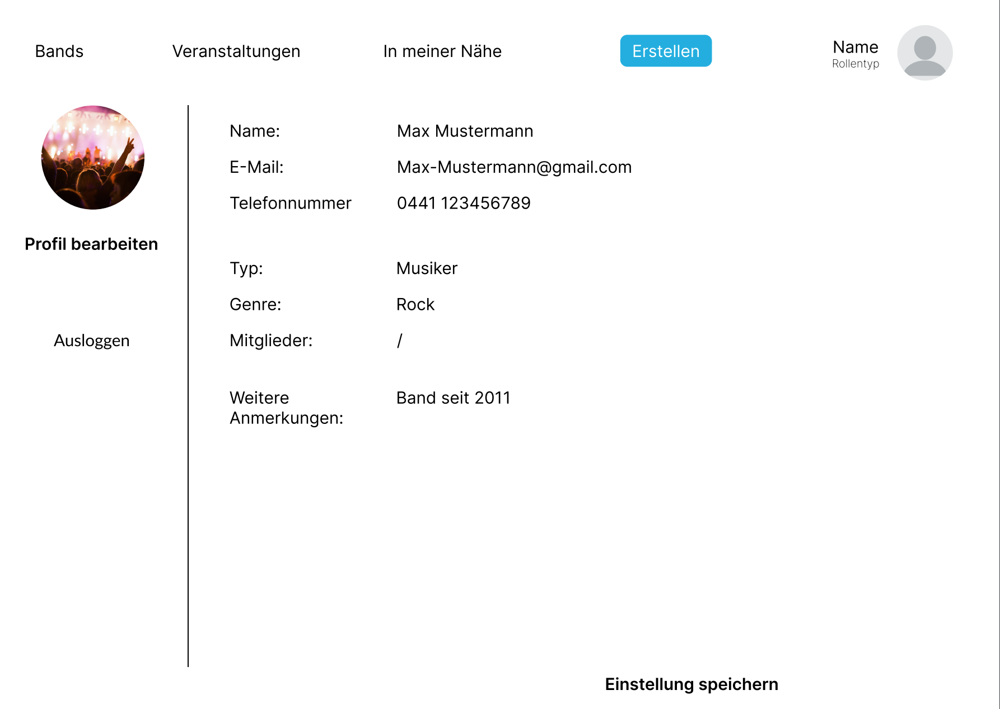 Bands
Veranstaltungen
In meiner Nähe
Erstellen
Name
Rollentyp
Profil bearbeiten
Ausloggen
Name: Max Mustermann
E-Mail: Max-Mustermann@gmail.com
Telefonnummer 0441 123456789
Typ: Musiker
Genre: Rock
Mitglieder: /
Weitere Band seit 2011
Anmerkungen:
Einstellung speichern